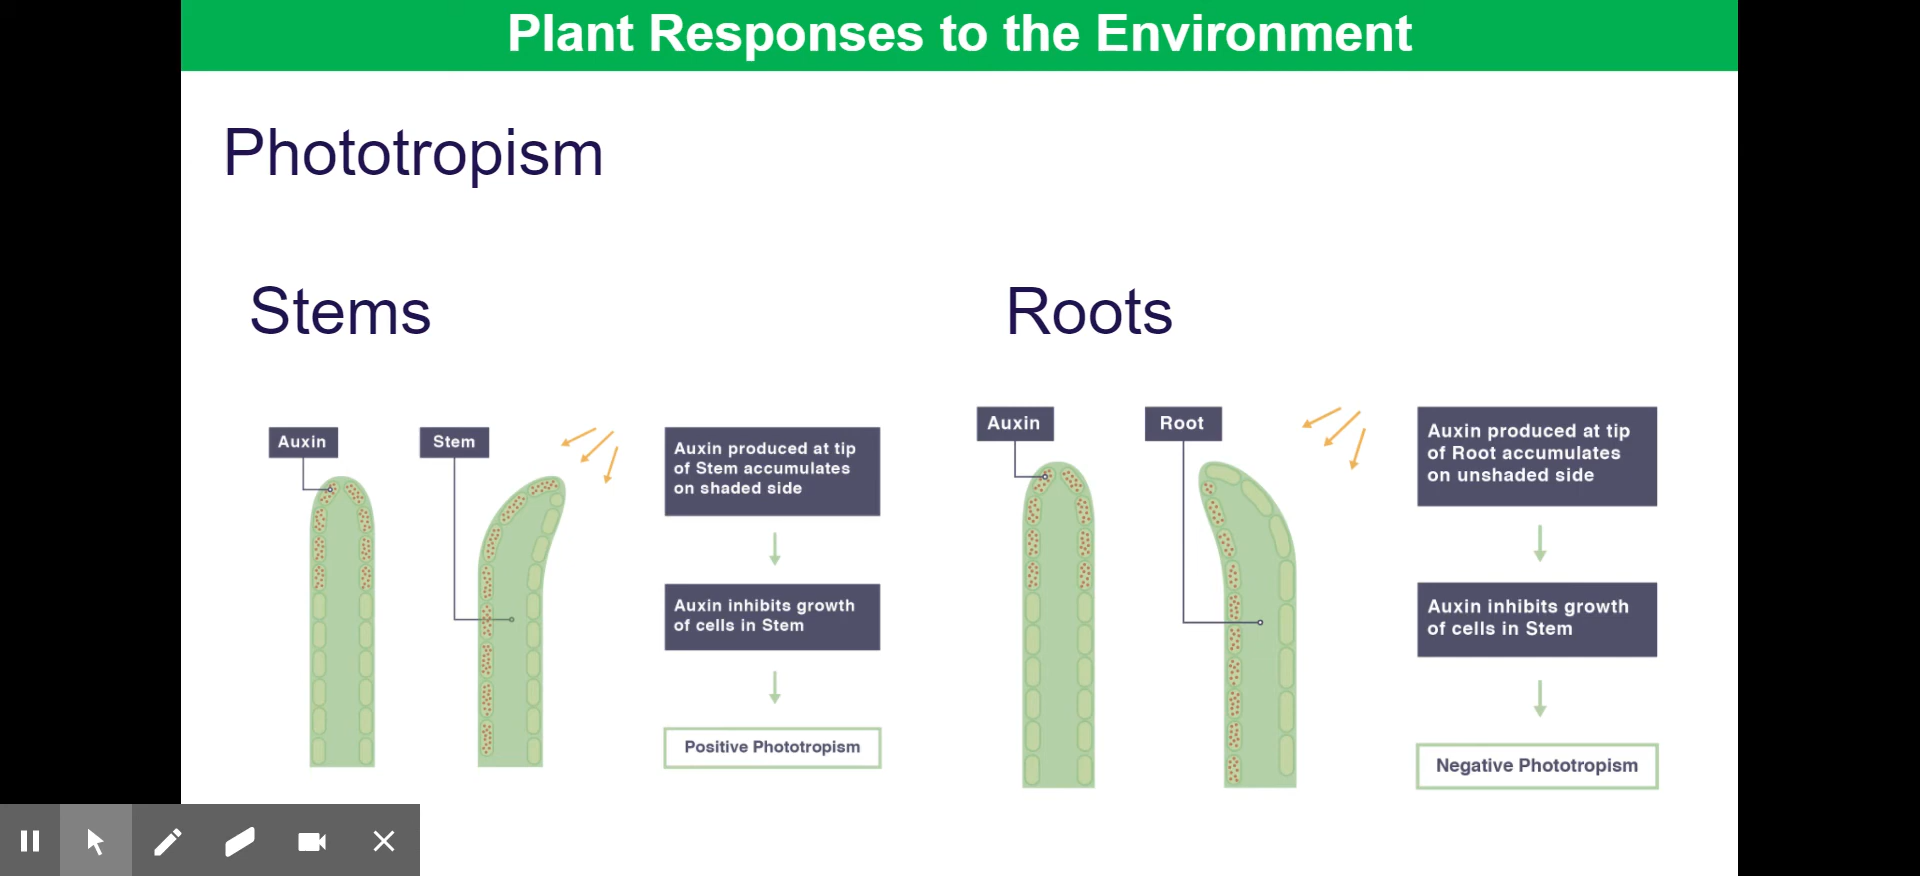 Plant Responses to the Environment
Phototropism
Stems
Roots
Auxin
Stem
Auxin produced at tip
of Stem accumulates
on shaded side
Auxin inhibits growth
of cells in Stem
Positive Phototropism
Auxin
Root
Auxin produced at tip
of Root accumulates
on unshaded side
Auxin inhibits growth
of cells in Stem
Negative Phototropism